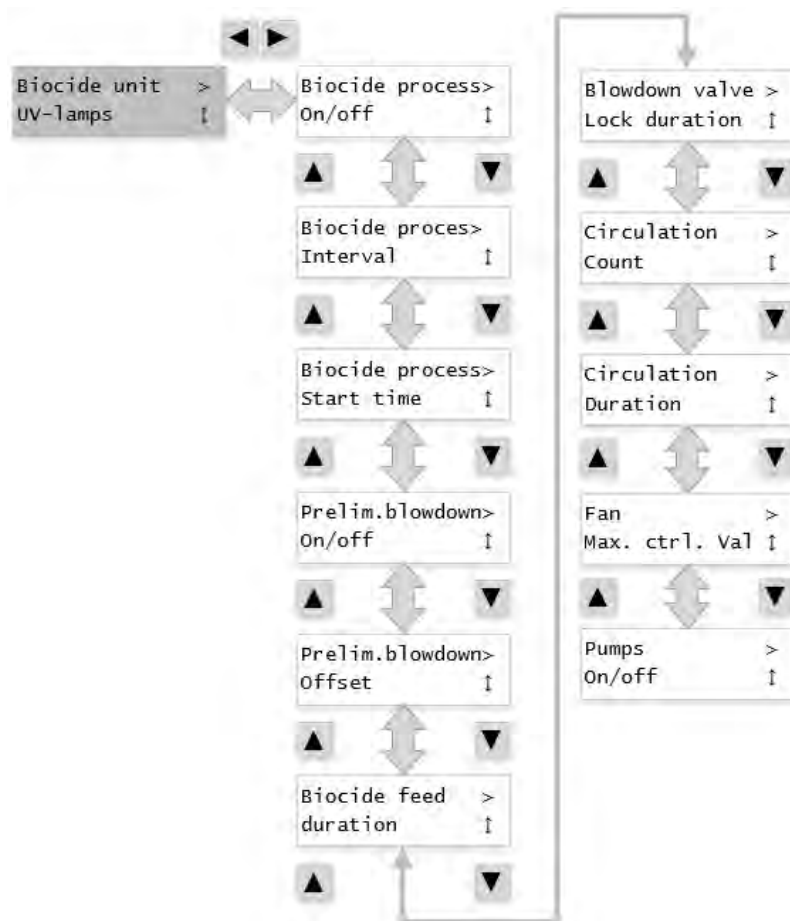 Biocide unit >
UV-lamps ↕
Biocide process>
On/off ↕
Biocide proces>
Interval ↕
Biocide process>
Start time ↕
Prelim.blowdown>
On/off ↕
Prelim.blowdown>
Offset ↕
Biocide feed >
duration ↕
Blowdown valve >
Lock duration ↕
Circulation >
Count ↕
Circulation >
Duration ↕
Fan >
Max. ctrl. Val ↕
Pumps >
On/off ↕